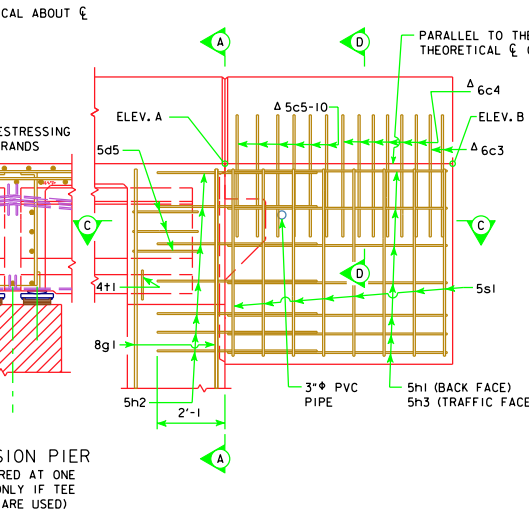 CAL ABOUT ℄
A
D
PARALLEL TO THE
THEORETICAL ℄
Δ 6c4
Δ 5c5-10
ELEV. A
ELEV. B
ESTRESSING
RANDS
5d5
Δ 6c3
C
C
D
4t1
5s1
8g1
3"Φ PVC
PIPE
5h1 (BACK FACE)
5h3 (TRAFFIC FACE
5h2
2'-1
A
SION PIER
RED AT ONE
ONLY IF TEE
ARE USED)